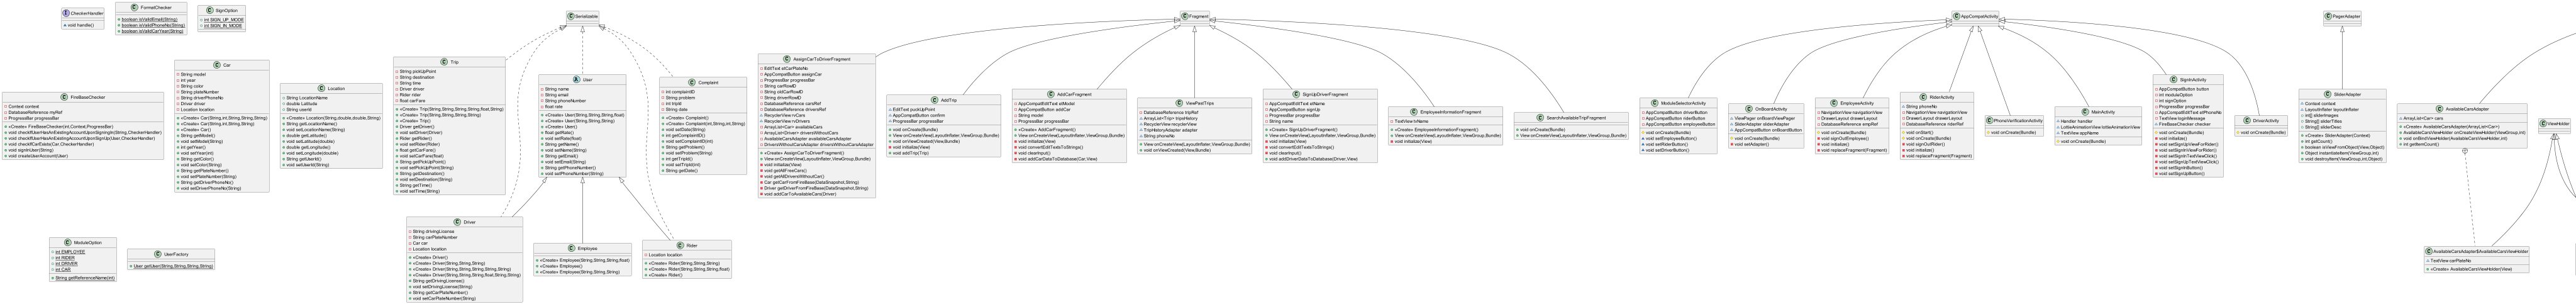 CheckerHandler
void handle()
FormatChecker
boolean isValidEmail(String)
boolean isValidPhoneNo(String)
boolean isValidCarYear(String)
SignOption
int SIGN_UP_MODE
int SIGN_IN_MODE
Serializable
Fragment
AppCompatActivity
PagerAdapter
ViewHolder
FireBaseChecker
Context context
DatabaseReference myRef
ProgressBar progressBar
«Create» FireBaseChecker(int,Context,ProgressBar)
void checkIfUserHasAnExistingAccountUponSignIn(String,CheckerHandler)
void checkIfUserHasAnExistingAccountUponSignUp(User,CheckerHandler)
void checkIfCarExists(Car,CheckerHandler)
void signInUser(String)
void createUserAccount(User)
Car
String model
int year
String color
String plateNumber
String driverPhoneNo
Driver driver
Location location
«Create» Car(String,int,String,String,String)
«Create» Car(String,int,String,String)
«Create» Car()
String getModel()
void setModel(String)
int getYear()
void setYear(int)
String getColor()
void setColor(String)
String getPlateNumber()
void setPlateNumber(String)
String getDriverPhoneNo()
void setDriverPhoneNo(String)
Location
String LocationName
double Latitude
String userId
«Create» Location(String,double,double,String)
String getLocationName()
void setLocationName(String)
double getLatitude()
void setLatitude(double)
double getLongitude()
void setLongitude(double)
String getUserId()
void setUserId(String)
Trip
String pickUpPoint
String destination
String time
Driver driver
Rider rider
float carFare
«Create» Trip(String,String,String,float,String)
«Create» Trip(String,String,String,String)
«Create» Trip()
Driver getDriver()
void setDriver(Driver)
Rider getRider()
void setRider(Rider)
float getCarFare()
void setCarFare(float)
String getPickUpPoint()
void setPickUpPoint(String)
String getDestination()
void setDestination(String)
String getTime()
void setTime(String)
User
String name
String email
String phoneNumber
float rate
«Create» User(String,String,String,float)
«Create» User(String,String,String)
«Create» User()
float getRate()
void setRate(float)
String getName()
void setName(String)
String getEmail()
void setEmail(String)
String getPhoneNumber()
void setPhoneNumber(String)
Complaint
int complaintID
String problem
int tripId
String date
«Create» Complaint()
«Create» Complaint(int,String,int,String)
void setDate(String)
int getComplaintID()
void setComplaintID(int)
String getProblem()
void setProblem(String)
int getTripId()
void setTripId(int)
String getDate()
AssignCarToDriverFragment
EditText etCarPlateNo
AppCompatButton assignCar
ProgressBar progressBar
String carRowID
String oldCarRowID
String driverRowID
DatabaseReference carsRef
DatabaseReference driversRef
RecyclerView rvCars
RecyclerView rvDrivers
ArrayList<Car> availableCars
ArrayList<Driver> driversWithoutCars
AvailableCarsAdapter availableCarsAdapter
DriversWithoutCarsAdapter driversWithoutCarsAdapter
«Create» AssignCarToDriverFragment()
View onCreateView(LayoutInflater,ViewGroup,Bundle)
void initialize(View)
void getAllFreeCars()
void getAllDriversWithoutCar()
Car getCarFromFireBase(DataSnapshot,String)
Driver getDriverFromFireBase(DataSnapshot,String)
void addCarToAvailableCars(Driver)
AddTrip
EditText puckUpPoint
AppCompatButton confirm
ProgressBar progressBar
void onCreate(Bundle)
View onCreateView(LayoutInflater,ViewGroup,Bundle)
void onViewCreated(View,Bundle)
void initialize(View)
void addTrip(Trip)
AddCarFragment
AppCompatEditText etModel
AppCompatButton addCar
String model
ProgressBar progressBar
«Create» AddCarFragment()
View onCreateView(LayoutInflater,ViewGroup,Bundle)
void initialize(View)
void convertEditTextsToStrings()
void clearInput()
void addCarDataToDatabase(Car,View)
ViewPastTrips
DatabaseReference tripRef
ArrayList<Trip> tripsHistory
RecyclerView recyclerView
TripHistoryAdapter adapter
String phoneNo
View onCreateView(LayoutInflater,ViewGroup,Bundle)
void onViewCreated(View,Bundle)
SignUpDriverFragment
AppCompatEditText etName
AppCompatButton signUp
ProgressBar progressBar
String name
«Create» SignUpDriverFragment()
View onCreateView(LayoutInflater,ViewGroup,Bundle)
void initialize(View)
void convertEditTextsToStrings()
void clearInput()
void addDriverDataToDatabase(Driver,View)
EmployeeInformationFragment
TextView tvName
«Create» EmployeeInformationFragment()
View onCreateView(LayoutInflater,ViewGroup,Bundle)
void initialize(View)
SearchAvailableTripFragment
void onCreate(Bundle)
View onCreateView(LayoutInflater,ViewGroup,Bundle)
ModuleSelectorActivity
AppCompatButton driverButton
AppCompatButton riderButton
AppCompatButton employeeButton
void onCreate(Bundle)
void setEmployeeButton()
void setRiderButton()
void setDriverButton()
OnBoardActivity
ViewPager onBoardViewPager
SliderAdapter sliderAdapter
AppCompatButton onBoardButton
void onCreate(Bundle)
void setAdapter()
EmployeeActivity
NavigationView navigationView
DrawerLayout drawerLayout
DatabaseReference empRef
void onCreate(Bundle)
void signOutEmployee()
void initialize()
void replaceFragment(Fragment)
RiderActivity
String phoneNo
NavigationView navigationView
DrawerLayout drawerLayout
DatabaseReference riderRef
void onStart()
void onCreate(Bundle)
void signOutRider()
void initialize()
void replaceFragment(Fragment)
PhoneVerificationActivity
void onCreate(Bundle)
MainActivity
Handler handler
LottieAnimationView lottieAnimationView
TextView appName
void onCreate(Bundle)
SignInActivity
AppCompatButton button
int moduleOption
int signOption
ProgressBar progressBar
AppCompatEditText etPhoneNo
TextView loginMessage
FireBaseChecker checker
void onCreate(Bundle)
void initialize()
void setSignUpViewForRider()
void setSignInViewForRider()
void setSignInTextViewClick()
void setSignUpTextViewClick()
void setSignInButton()
void setSignUpButton()
DriverActivity
void onCreate(Bundle)
SliderAdapter
Context context
LayoutInflater layoutInflater
int[] sliderImages
String[] sliderTitles
String[] sliderDesc
«Create» SliderAdapter(Context)
int getCount()
boolean isViewFromObject(View,Object)
Object instantiateItem(ViewGroup,int)
void destroyItem(ViewGroup,int,Object)
AvailableCarsAdapter
ArrayList<Car> cars
«Create» AvailableCarsAdapter(ArrayList<Car>)
AvailableCarsViewHolder onCreateViewHolder(ViewGroup,int)
void onBindViewHolder(AvailableCarsViewHolder,int)
int getItemCount()
ModuleOption
int EMPLOYEE
int RIDER
int DRIVER
int CAR
String getReferenceName(int)
UserFactory
User getUser(String,String,String,String)
Driver
String drivingLicense
String carPlateNumber
Car car
Location location
«Create» Driver()
«Create» Driver(String,String,String)
«Create» Driver(String,String,String,String,String)
«Create» Driver(String,String,String,float,String,String)
String getDrivingLicense()
void setDrivingLicense(String)
String getCarPlateNumber()
void setCarPlateNumber(String)
Employee
«Create» Employee(String,String,String,float)
«Create» Employee()
«Create» Employee(String,String,String)
Rider
Location location
«Create» Rider(String,String,String)
«Create» Rider(String,String,String,float)
«Create» Rider()
AvailableCarsAdapter$AvailableCarsViewHolder
TextView carPlateNo
«Create» AvailableCarsViewHolder(View)